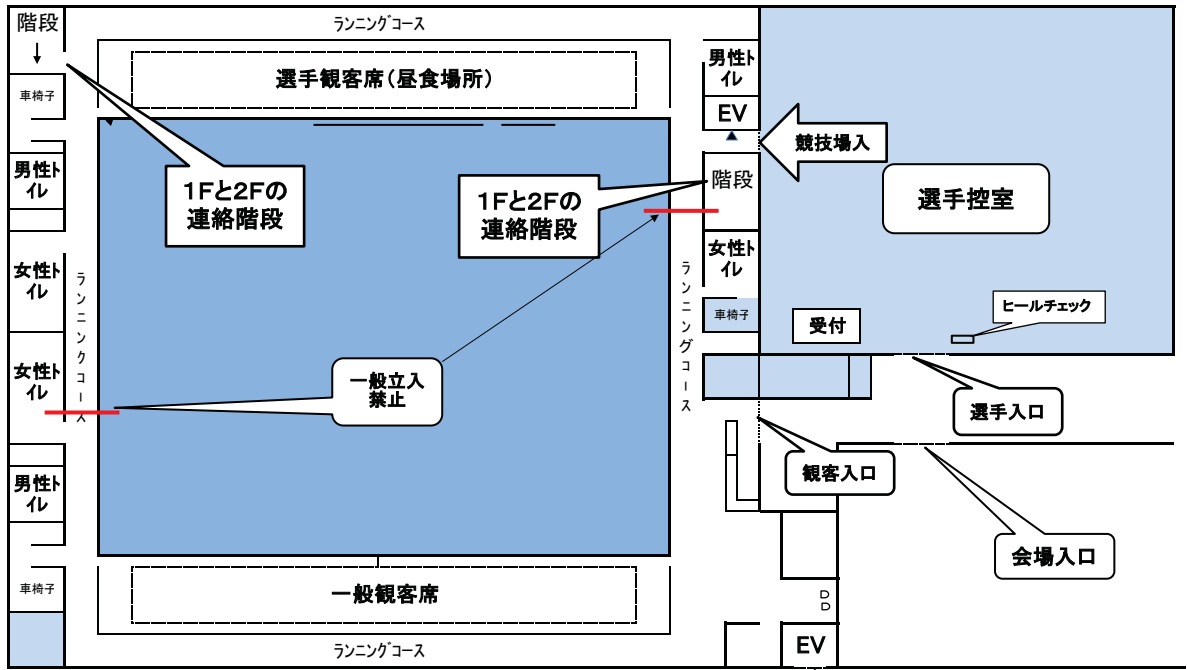 階段
車椅子
男性ト
イレ
女性ト
イレ
女性ト
イレ
男性ト
イレ
車椅子
ランニングコース
選手観客席(昼食場所)
1Fと2Fの
連絡階段
1Fと2Fの
連絡階段
ランニンクコース
一般立入
禁止
ランニングコース
一般観客席
ランニングコース
男性ト
イレ
EV
階段
女性ト
イレ
車椅子
競技場入
選手控室
受付
ヒールチェック
選手入口
観客入口
会場入口
DD
EV